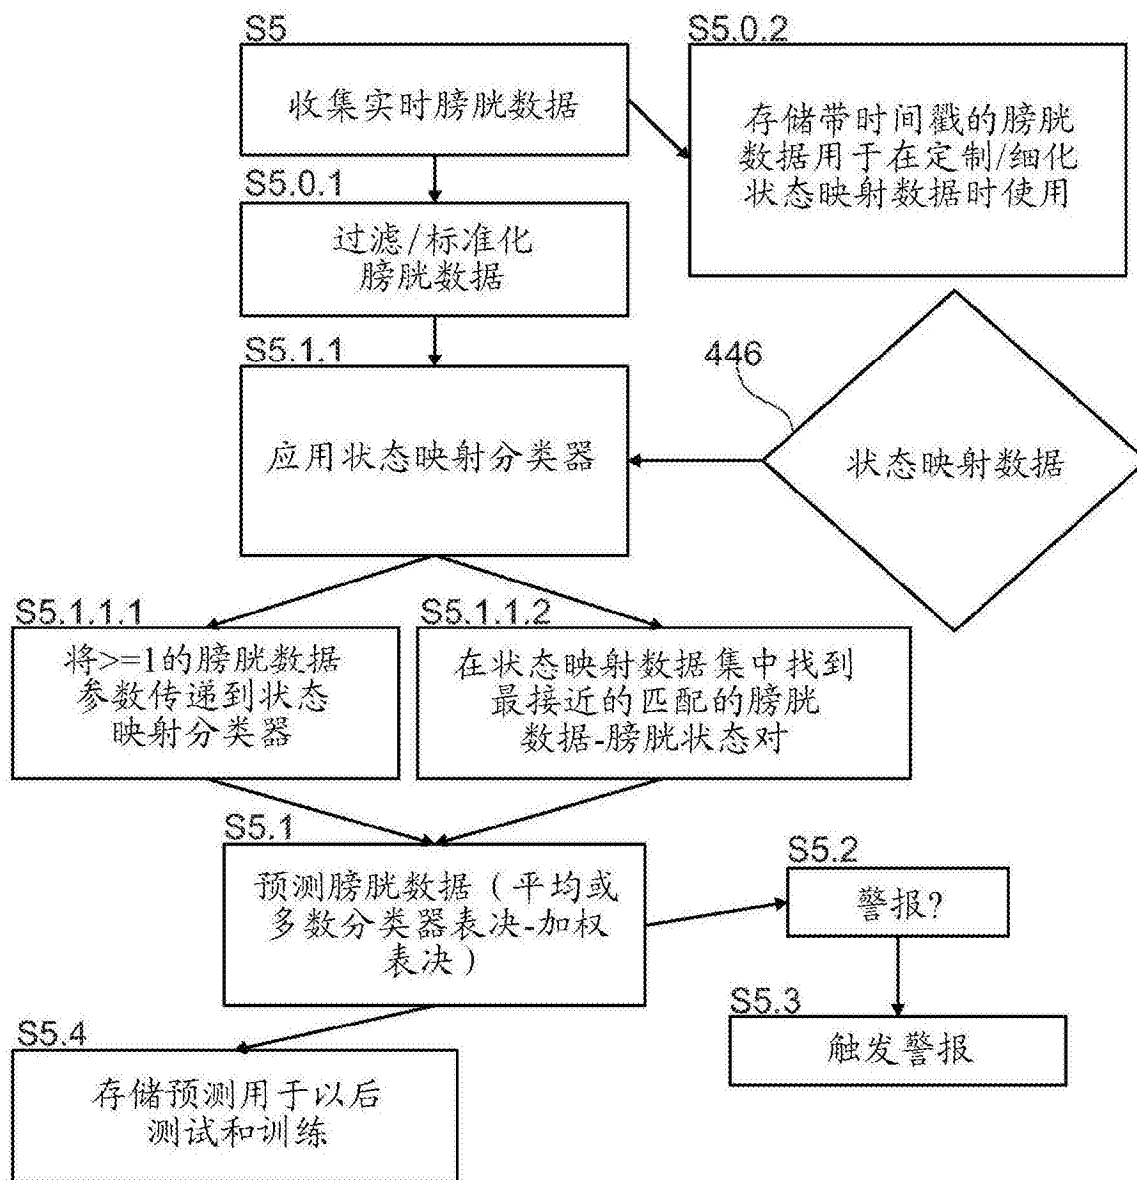 S5
收集实时膀胱数据
S5.0.2
存储带时间戳的膀胱
数据用于在定制/细化
状态映射数据时使用
S5.0.1
过滤/标准化
膀胱数据
S5.1.1
应用状态映射分类器
446
状态映射数据
S5.1.1.1
将>=1的膀胱数据
参数传递到状态
映射分类器
S5.1.1.2
在状态映射数据集中找到
最接近的匹配的膀胱
数据-膀胱状态对
S5.1
预测膀胱数据（平均或
多数分类器表决-加权
表决）
S5.2
警报?
S5.3
触发警报
S5.4
存储预测用于以后
测试和训练